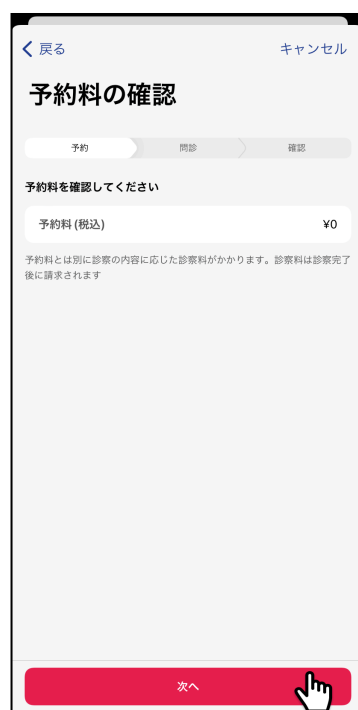 戻る
キャンセル
予約料の確認
予約
問診
確認
予約料を確認してください
予約料 (税込)
¥0
予約料とは別に診察の内容に応じた診察料がかかります。診察料は診察完了
後に請求されます
次へ